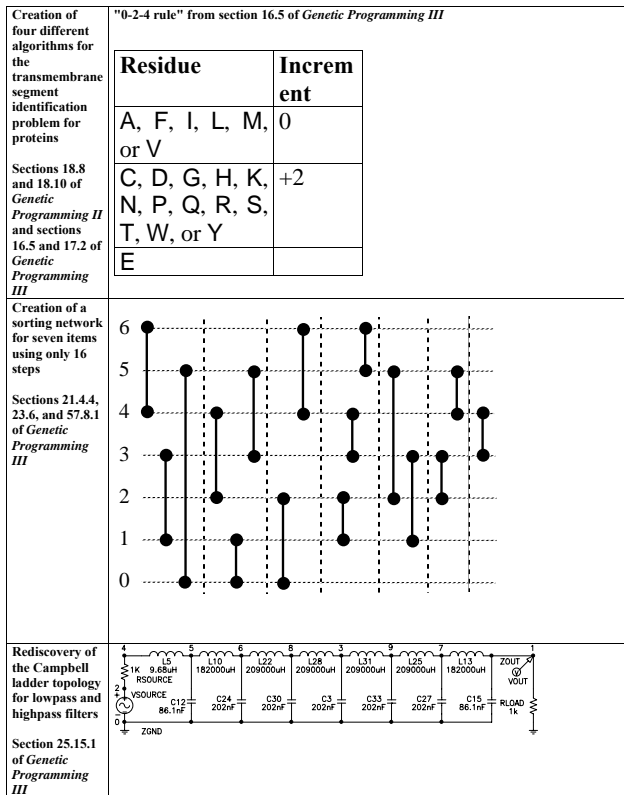 Creation of
four different
algorithms for
the
transmembrane
segment
identification
problem for
proteins
Sections 18.8
and 18.10 of
Genetic
Programming II
and sections
16.5 and 17.2 of
Genetic
Programming
III
"0-2-4 rule" from section 16.5 of Genetic Programming III
Residue Increm
ent
A, F, I, L, M, 0
or V
C, D, G, H, K, +2
N, P, Q, R, S,
T, W, or Y
E
Creation of a
sorting network
for seven items
using only 16
steps
Sections 21.4.4,
23.6, and 57.8.1
of Genetic
Programming
III
6
5
4
3
2
1
0
Rediscovery of
the Campbell
ladder topology
for lowpass and
highpass filters
Section 25.15.1
of Genetic
Programming
III
4 5 6 8 3 9 7 1
L5 L10 L22 L28 L31 L25 L13 ZOUT
1K 9.68uH 182000uH 209000uH 209000uH 209000uH 209000uH 182000uH
RSOURCE
V VOUT
2
VSOURCE
C12 C24 C30 C3 C33 C27 C15 RLOAD
86.1nF 202nF 202nF 202nF 202nF 202nF 86.1nF 1k
0
ZGND